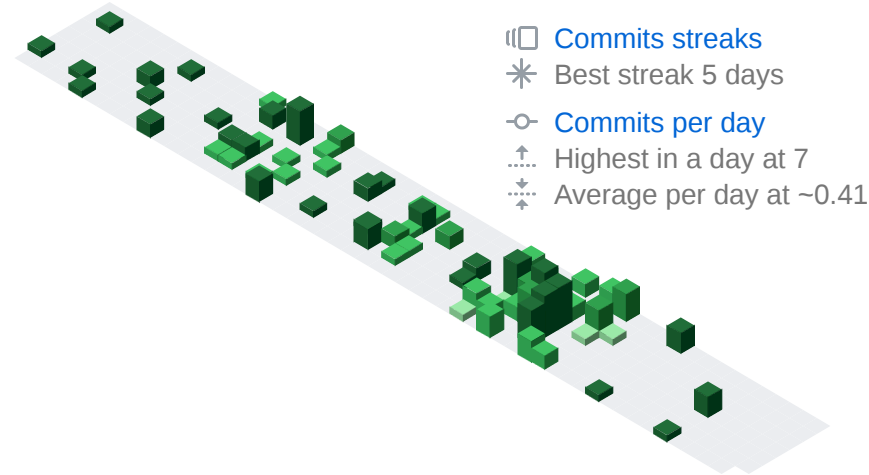 Commits streaks
Best streak 5 days
Commits per day
Highest in a day at 7
Average per day at ~0.41